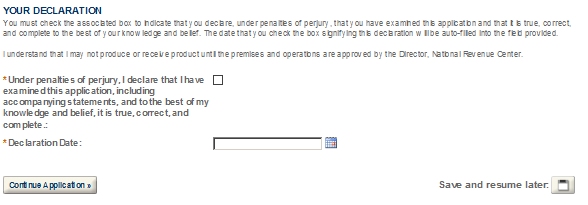 YOUR DECLARATION
You must check the associated box to indicate that you declare, under penalties of perjury, that you have examined this application and that it is true, correct,
and complete to the best of your knowledge and belief. The date that you check the box signifying this declaration will be auto-filled into the field provided.
I understand that I may not produce or receive product until the premises and operations are approved by the Director, National Revenue Center.
* Under penalties of perjury, I declare that I have
examined this application, including
accompanying statements, and to the best of my
knowledge and belief, it is true, correct, and
complete.:
* Declaration Date:
Continue Application »
Save and resume later: